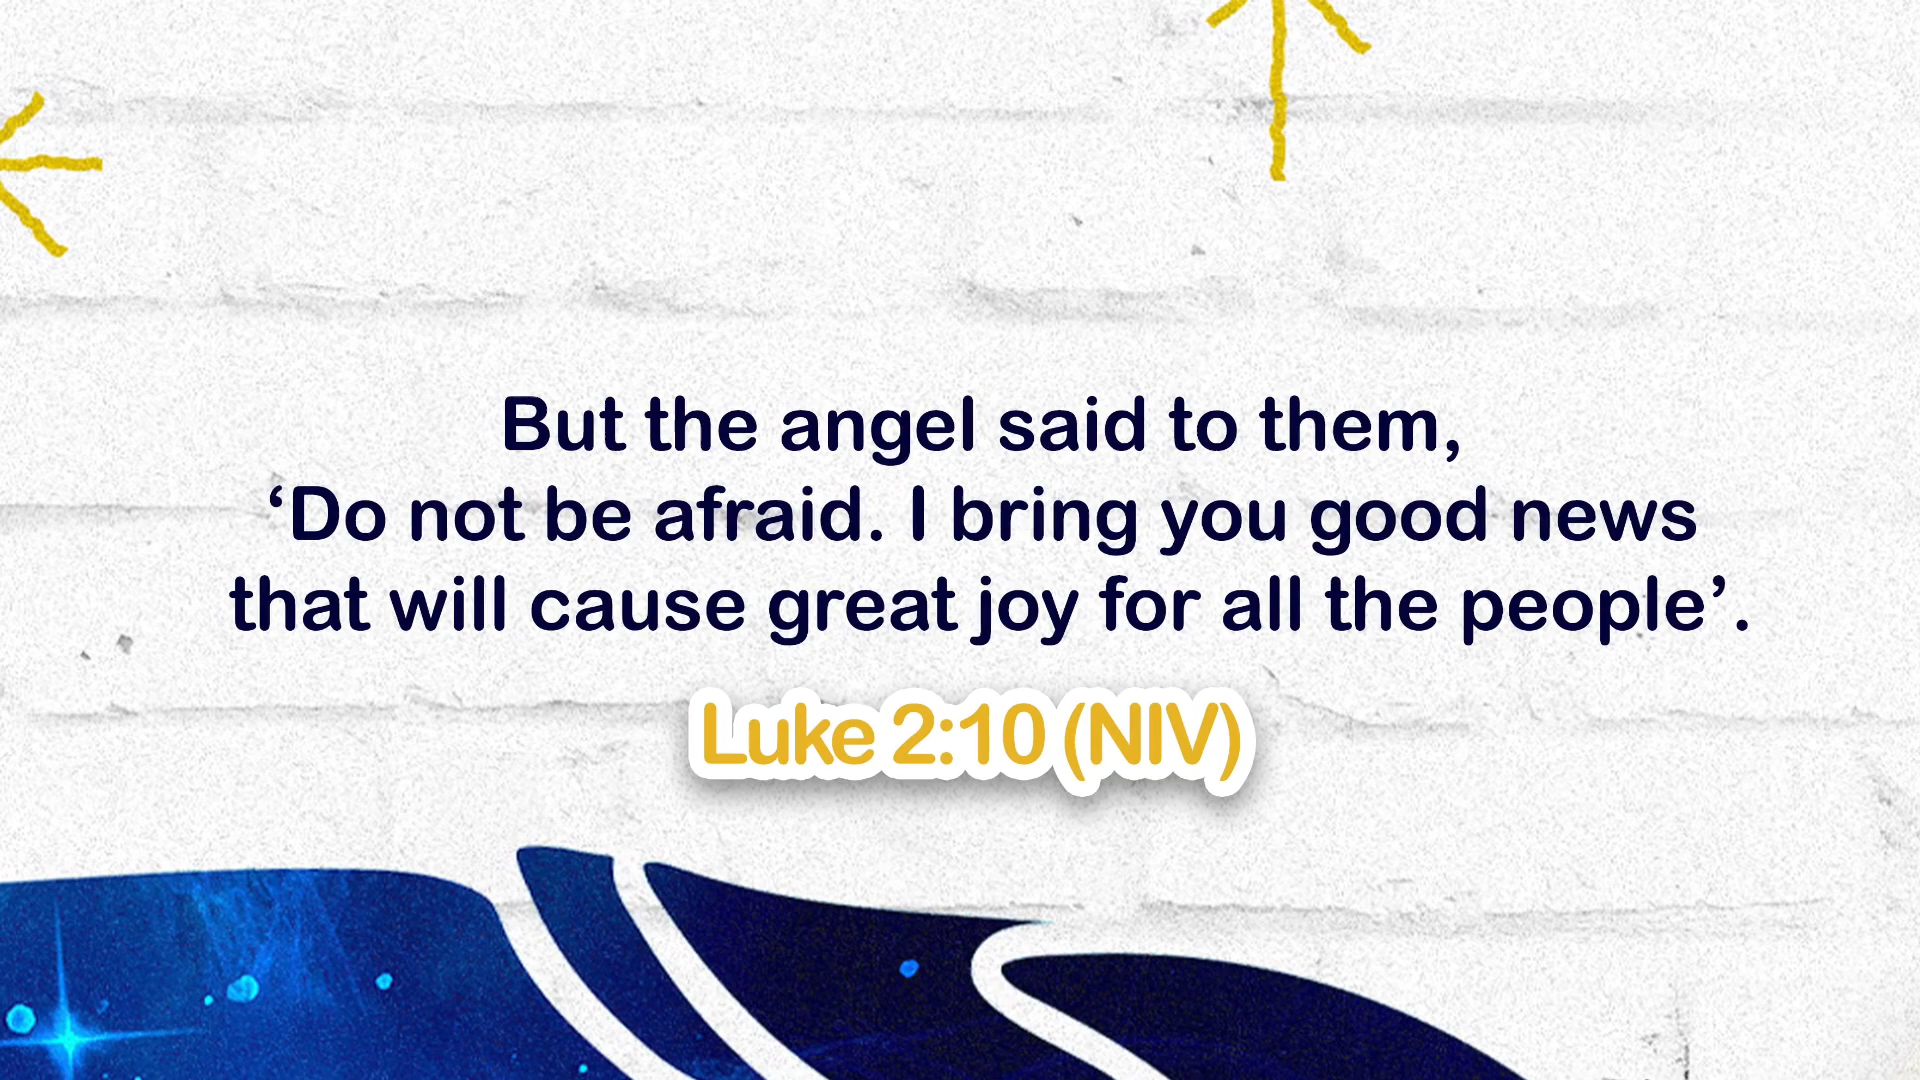 But the angel said to them,
‘Do not be afraid. I bring you good news
that will cause great joy for all the people’.
Luke 2:10 (NIV)